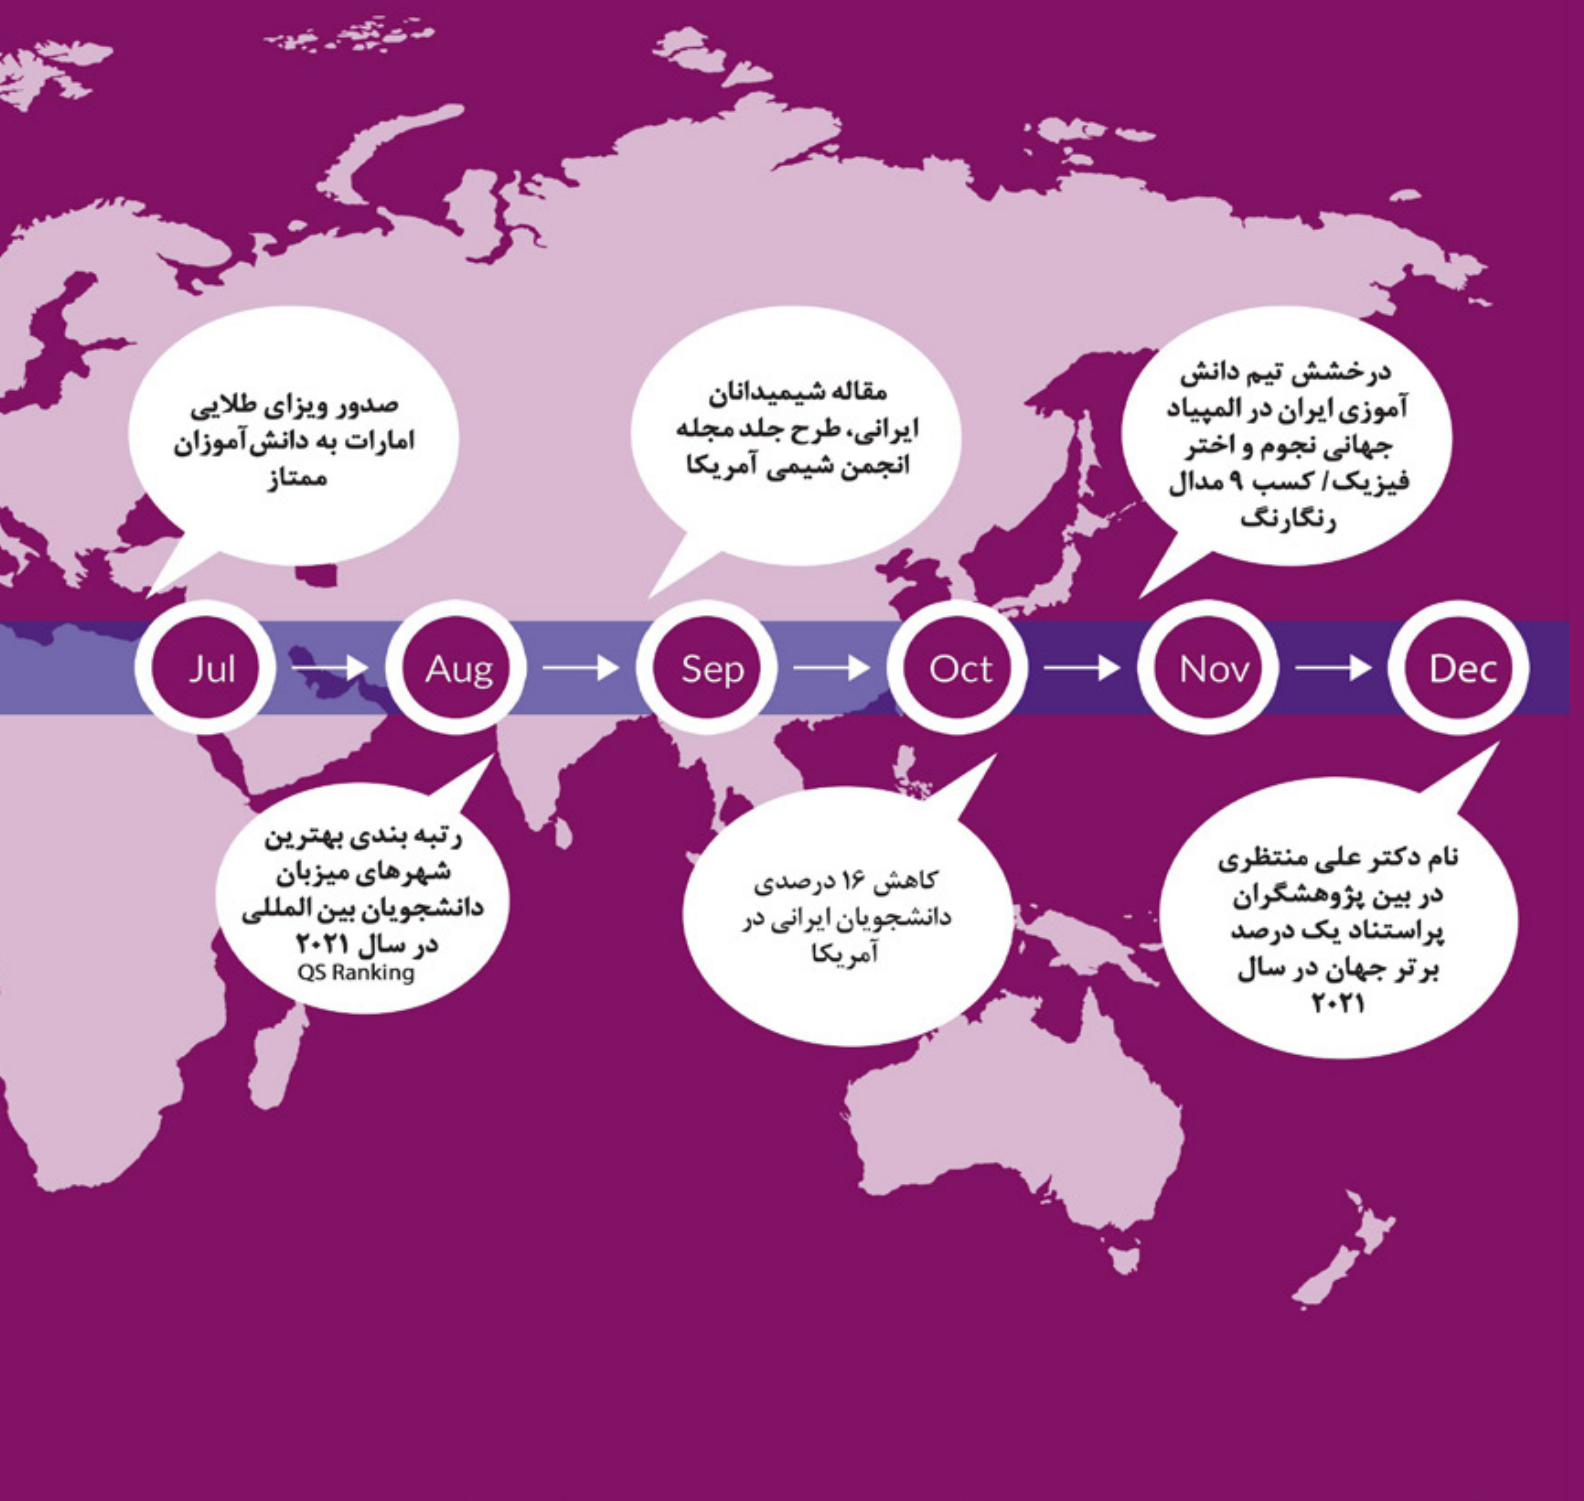 صدور ویزای طلایی
امارات به دانش‌آموزان
ممتاز
مقاله شیمیدانان
ایرانی، طرح جلد مجله
انجمن شیمی آمریکا
درخشش تیم دانش
آموزی ایران در المپیاد
جهانی نجوم و اختر
فیزیک/ کسب ۹ مدال
رنگارنگ
Jul
Aug
Sep
Oct
Nov
Dec
رتبه بندی بهترین
شهرهای میزبان
دانشجویان بین المللی
در سال ۲۰۲۱
QS Ranking
کاهش ۱۶ درصدی
دانشجویان ایرانی در
آمریکا
نام دکتر علی منتظری
در بین پژوهشگران
پراستناد یک درصد
برتر جهان در سال
۲۰۲۱